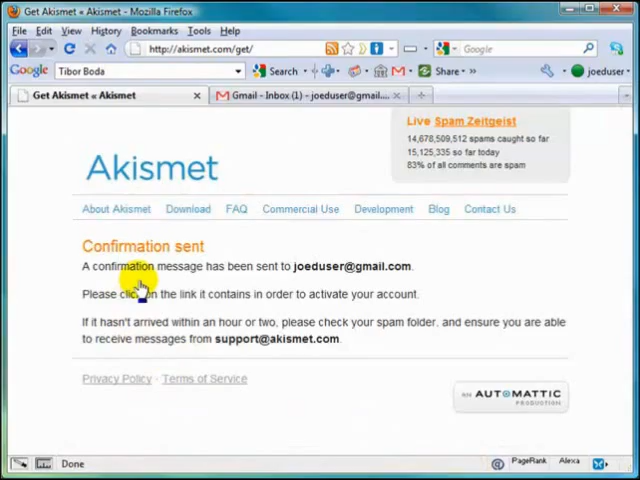 Get Akismet « Akismet - Mozilla Firefox
File Edit View History Bookmarks Tools Help
http://akismet.com/get/
Google
Google Tibor Boda Search Share joeduser
Get Akismet « Akismet
Gmail - Inbox (1) - joeduser@gmail....
Live Spam Zeitgeist
14,678,509,512 spams caught so far
15,125,335 so far today
83% of all comments are spam
Akismet
About Akismet Download FAQ Commercial Use Development Blog Contact Us
Confirmation sent
A confirmation message has been sent to joeduser@gmail.com.
Please click on the link it contains in order to activate your account.
If it hasn't arrived within an hour or two, please check your spam folder, and ensure you are able
to receive messages from support@akismet.com.
Privacy Policy · Terms of Service
AN AUTOMATTIC
PRODUCTION
Done
PageRank Alexa